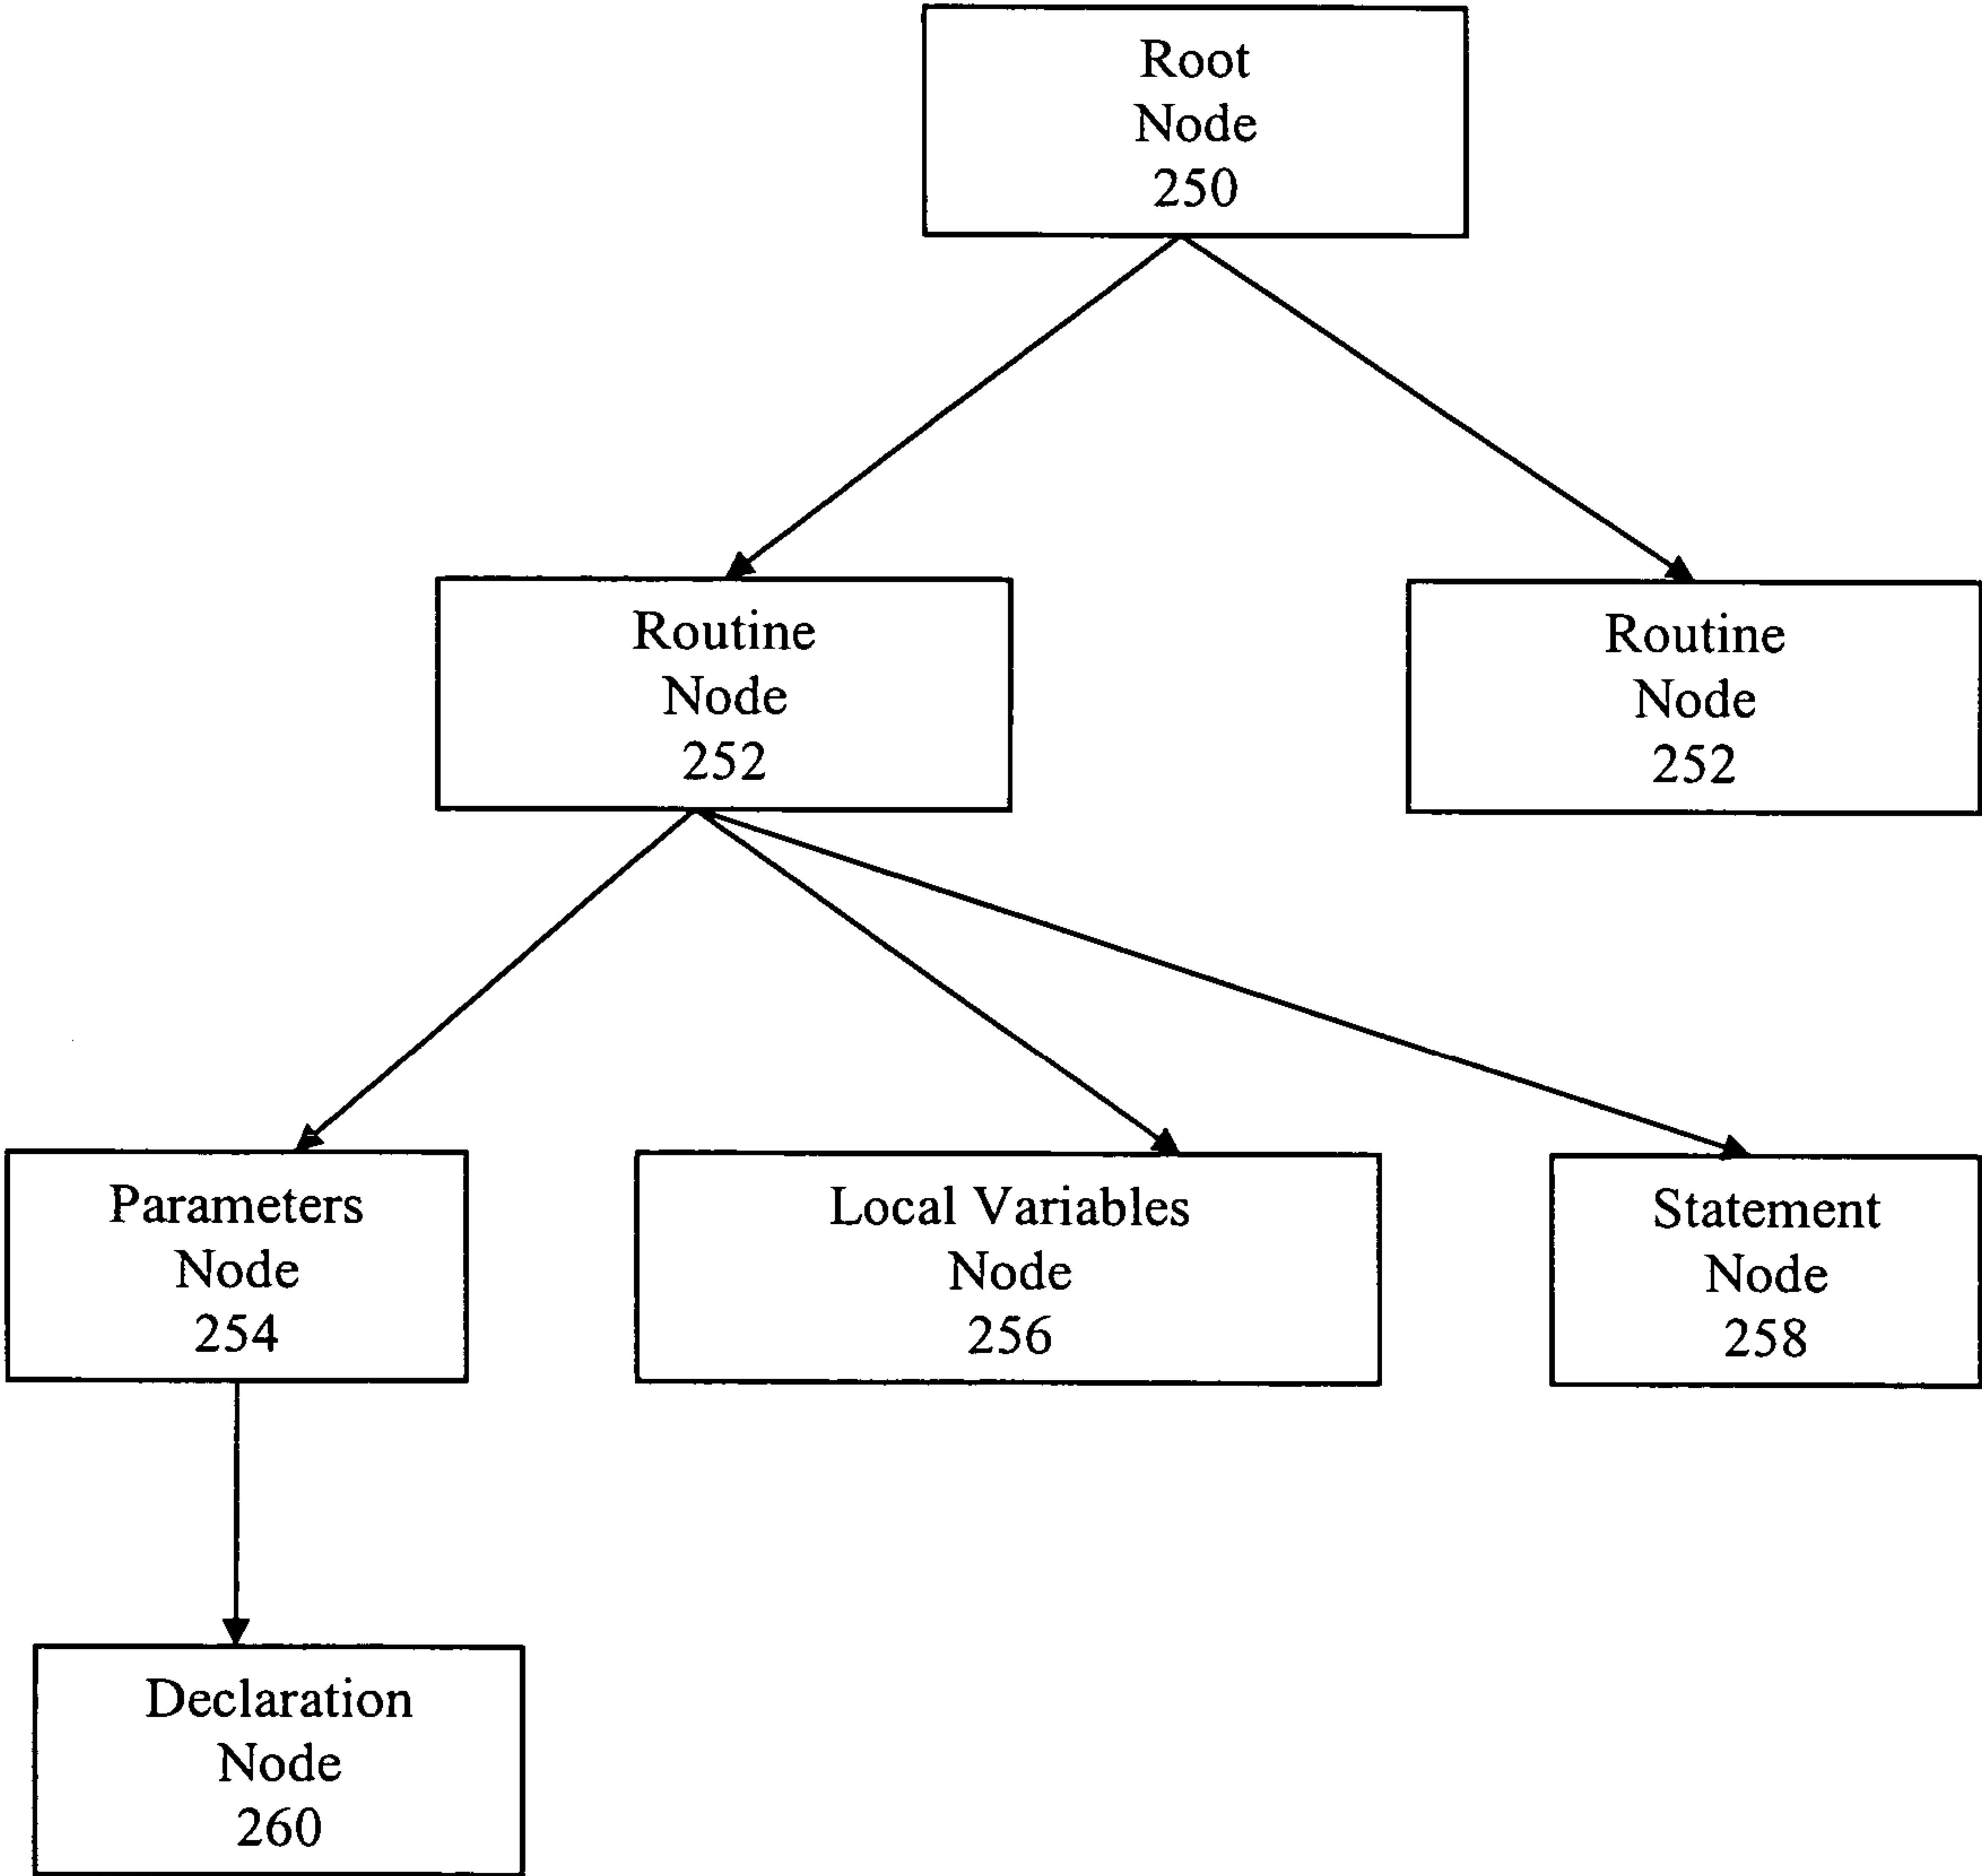 Root
Node
250
Routine
Node
252
Routine
Node
252
Parameters
Node
254
Local Variables
Node
256
Statement
Node
258
Declaration
Node
260